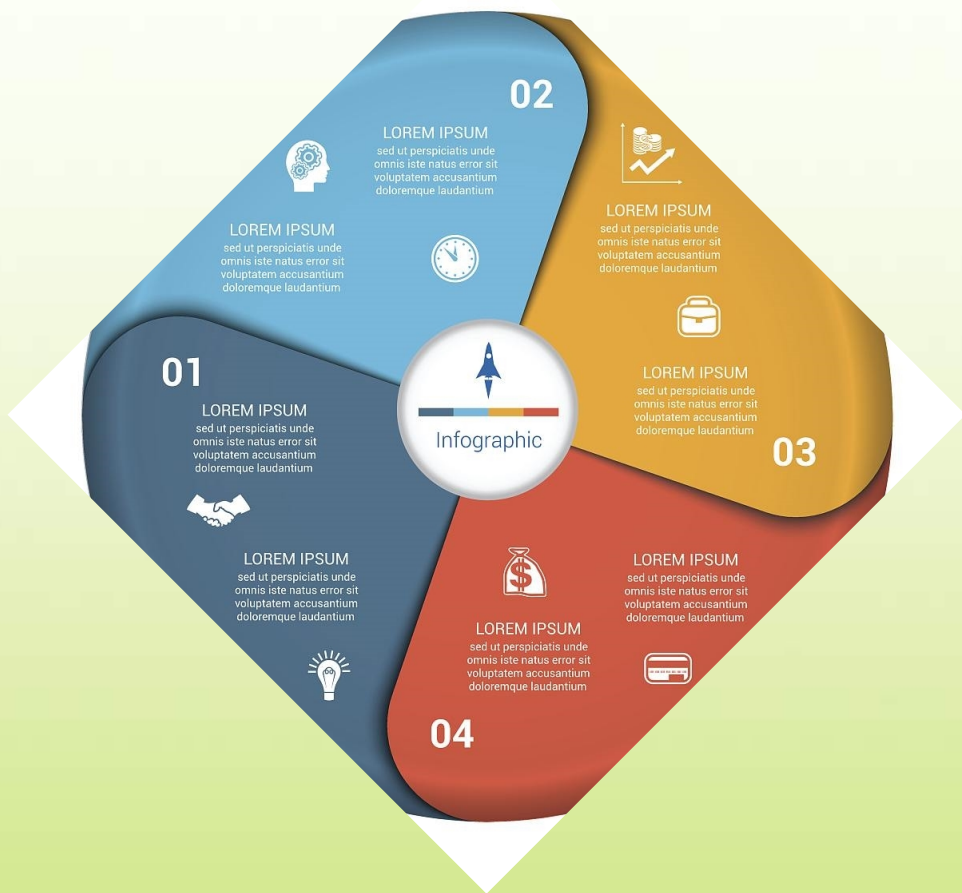 01
LOREM IPSUM
sed ut perspiciatis unde
omnis iste natus error sit
voluptatem accusantium
doloremque laudantium
LOREM IPSUM
sed ut perspiciatis unde
omnis iste natus error sit
voluptatem accusantium
doloremque laudantium
02
LOREM IPSUM
sed ut perspiciatis unde
omnis iste natus error sit
voluptatem accusantium
doloremque laudantium
LOREM IPSUM
sed ut perspiciatis unde
omnis iste natus error sit
voluptatem accusantium
doloremque laudantium
LOREM IPSUM
sed ut perspiciatis unde
omnis iste natus error sit
voluptatem accusantium
doloremque laudantium
LOREM IPSUM
sed ut perspiciatis unde
omnis iste natus error sit
voluptatem accusantium
doloremque laudantium
03
$
LOREM IPSUM
sed ut perspiciatis unde
omnis iste natus error sit
voluptatem accusantium
doloremque laudantium
LOREM IPSUM
sed ut perspiciatis unde
omnis iste natus error sit
voluptatem accusantium
doloremque laudantium
04
Infographic